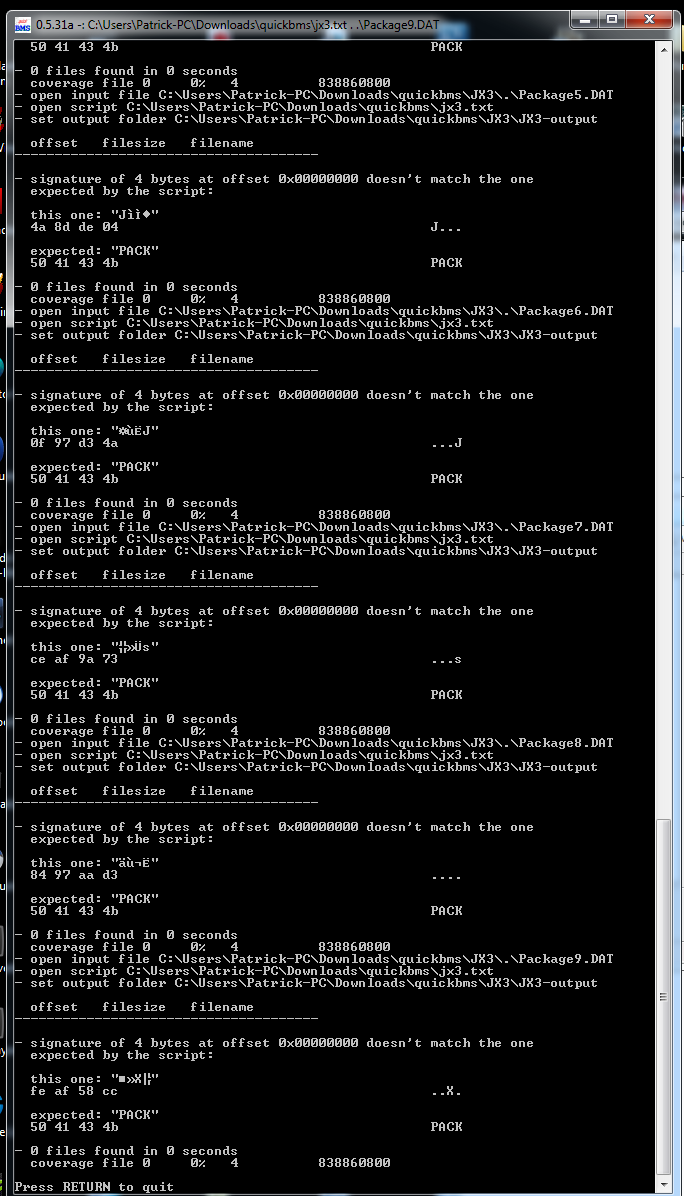 0.5.31a -: C:\Users\Patrick-PC\Downloads\quickbms\jx3.txt . .\Package9.DAT
50 41 43 4b PACK
- 0 files found in 0 seconds
coverage file 0 0% 4 838860800
- open input file C:\Users\Patrick-PC\Downloads\quickbms\JX3\.\Package5.DAT
- open script C:\Users\Patrick-PC\Downloads\quickbms\jx3.txt
- set output folder C:\Users\Patrick-PC\Downloads\quickbms\JX3\JX3-output
offset filesize filename
----------------------------------------
- signature of 4 bytes at offset 0x00000000 doesn't match the one
expected by the script:
this one: "Jìì♦"
4a 8d de 04 J...
expected: "PACK"
50 41 43 4b PACK
- 0 files found in 0 seconds
coverage file 0 0% 4 838860800
- open input file C:\Users\Patrick-PC\Downloads\quickbms\JX3\.\Package6.DAT
- open script C:\Users\Patrick-PC\Downloads\quickbms\jx3.txt
- set output folder C:\Users\Patrick-PC\Downloads\quickbms\JX3\JX3-output
offset filesize filename
----------------------------------------
- signature of 4 bytes at offset 0x00000000 doesn't match the one
expected by the script:
this one: "☼ùËJ"
0f 97 d3 4a ...J
expected: "PACK"
50 41 43 4b PACK
- 0 files found in 0 seconds
coverage file 0 0% 4 838860800
- open input file C:\Users\Patrick-PC\Downloads\quickbms\JX3\.\Package7.DAT
- open script C:\Users\Patrick-PC\Downloads\quickbms\jx3.txt
- set output folder C:\Users\Patrick-PC\Downloads\quickbms\JX3\JX3-output
offset filesize filename
----------------------------------------
- signature of 4 bytes at offset 0x00000000 doesn't match the one
expected by the script:
this one: "╬»Üs"
ce af 9a 73 ...s
expected: "PACK"
50 41 43 4b PACK
- 0 files found in 0 seconds
coverage file 0 0% 4 838860800
- open input file C:\Users\Patrick-PC\Downloads\quickbms\JX3\.\Package8.DAT
- open script C:\Users\Patrick-PC\Downloads\quickbms\jx3.txt
- set output folder C:\Users\Patrick-PC\Downloads\quickbms\JX3\JX3-output
offset filesize filename
----------------------------------------
- signature of 4 bytes at offset 0x00000000 doesn't match the one
expected by the script:
this one: "äù¬Ë"
84 97 aa d3 ....
expected: "PACK"
50 41 43 4b PACK
- 0 files found in 0 seconds
coverage file 0 0% 4 838860800
- open input file C:\Users\Patrick-PC\Downloads\quickbms\JX3\.\Package9.DAT
- open script C:\Users\Patrick-PC\Downloads\quickbms\jx3.txt
- set output folder C:\Users\Patrick-PC\Downloads\quickbms\JX3\JX3-output
offset filesize filename
----------------------------------------
- signature of 4 bytes at offset 0x00000000 doesn't match the one
expected by the script:
this one: "■»X╠"
fe af 58 cc ..X.
expected: "PACK"
50 41 43 4b PACK
- 0 files found in 0 seconds
coverage file 0 0% 4 838860800
Press RETURN to quit